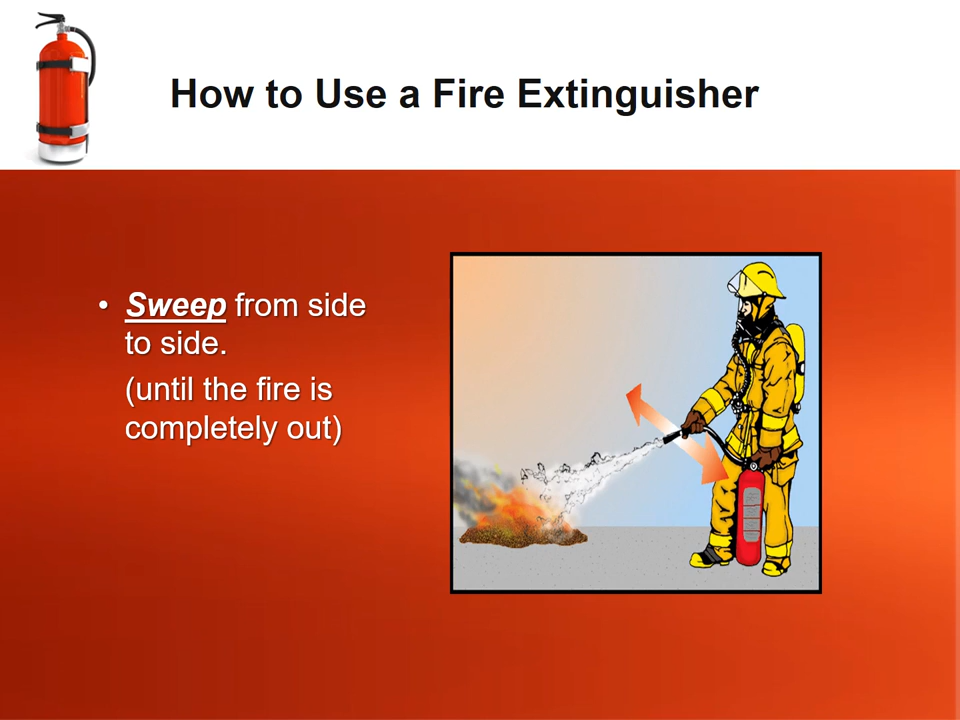 How to Use a Fire Extinguisher
• Sweep from side
to side.
(until the fire is
completely out)